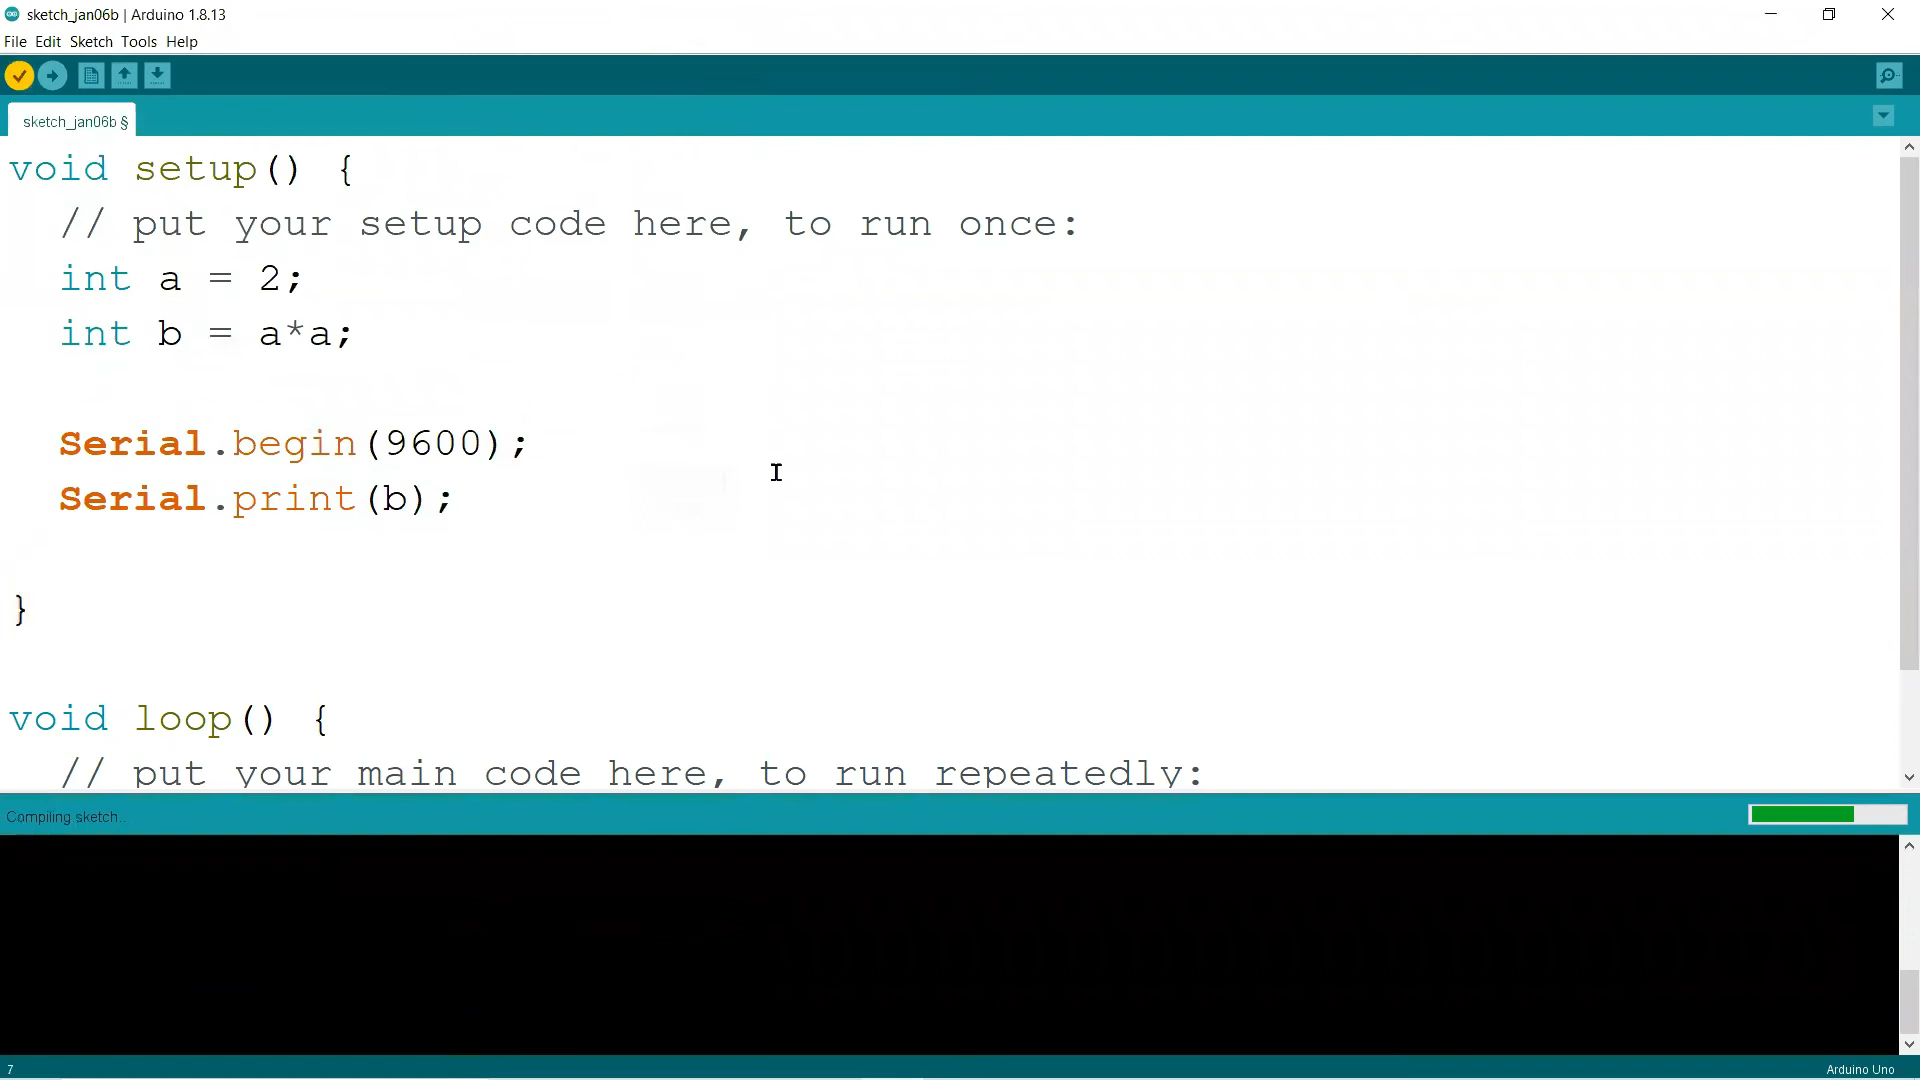 sketch_jan06b | Arduino 1.8.13
File Edit Sketch Tools Help
sketch_jan06b §
void setup() {
  // put your setup code here, to run once:
  int a = 2;
  int b = a*a;
  Serial.begin(9600);
  Serial.print(b);
}
void loop() {
  // put your main code here, to run repeatedly:
Compiling sketch...
7
Arduino Uno